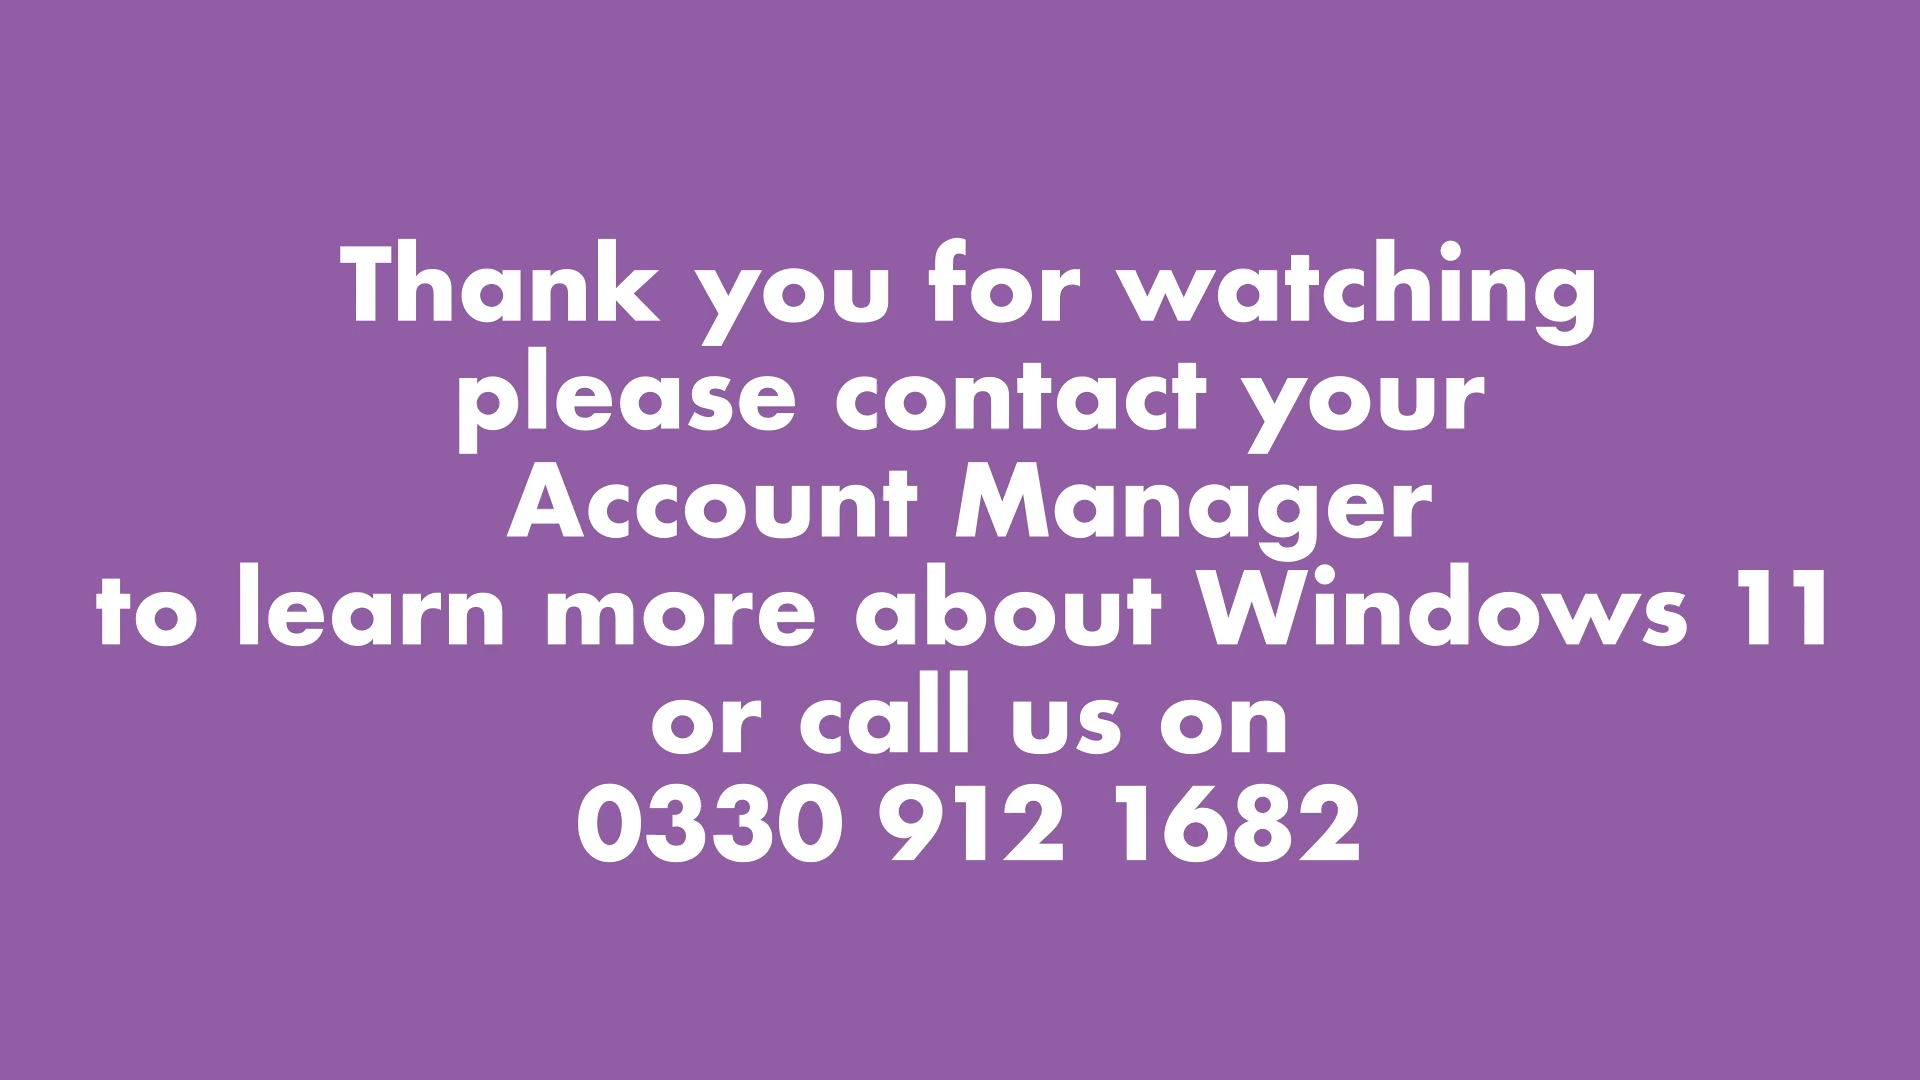 Thank you for watching
please contact your
Account Manager
to learn more about Windows 11
or call us on
0330 912 1682